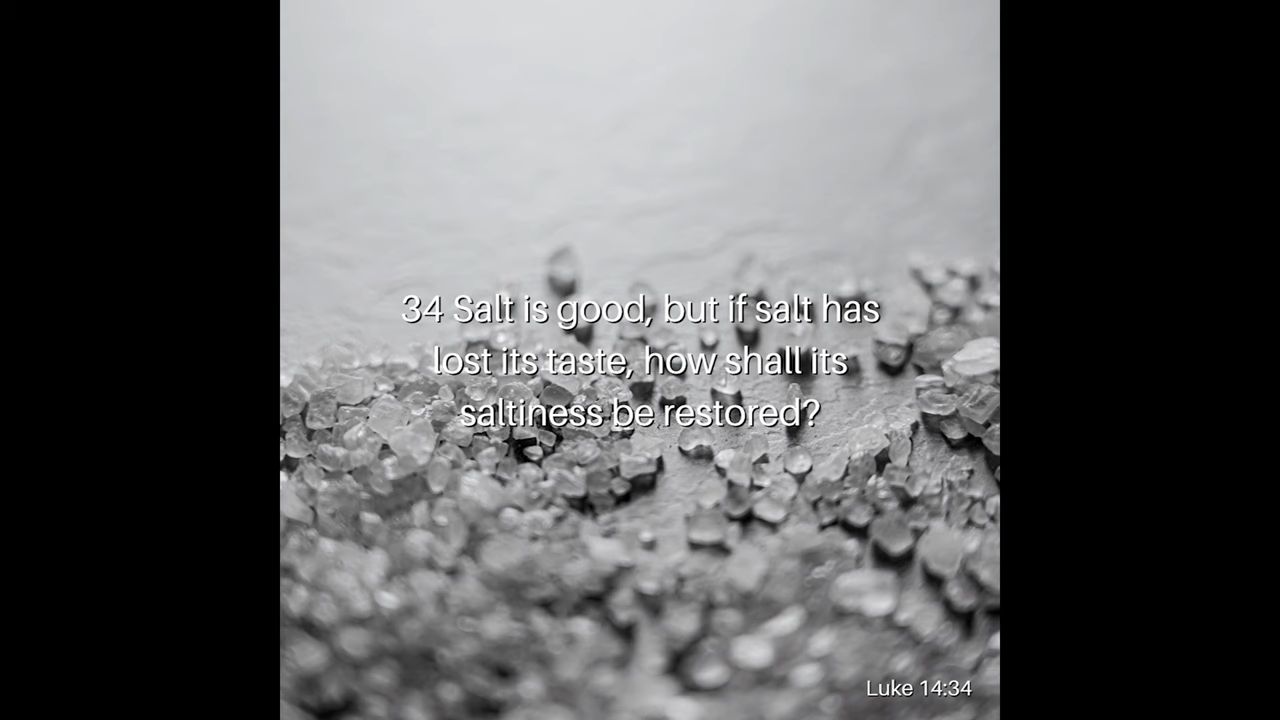 34 Salt is good, but if salt has
lost its taste, how shall its
saltiness be restored?
Luke 14:34